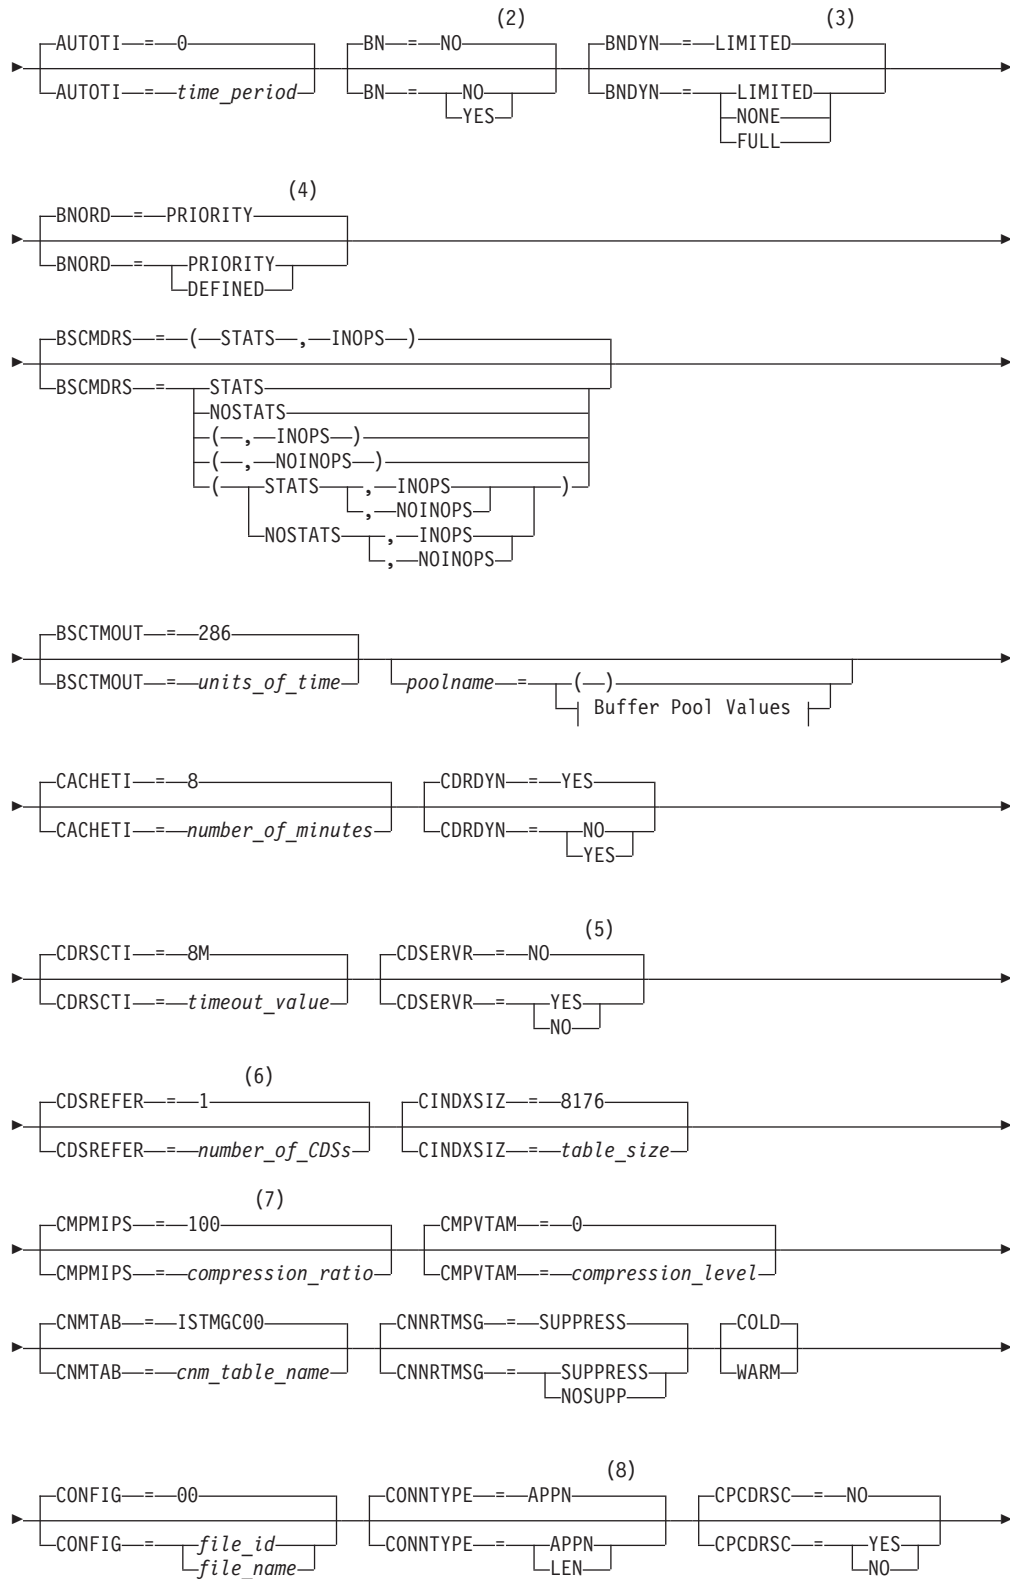 (2) (3)
AUTOTI = 0 BN = NO BNDYN = LIMITED
AUTOTI = time_period BN = NO BNDYN = LIMITED
YES NONE
FULL
(4)
BNORD = PRIORITY
BNORD = PRIORITY
DEFINED
BSCMDRS = ( STATS , INOPS )
BSCMDRS = STATS
NOSTATS
( , INOPS )
( , NOINOPS )
( STATS , INOPS )
, NOINOPS
NOSTATS , INOPS
, NOINOPS
BSCTMOUT = 286
BSCTMOUT = units_of_time poolname = ( )
Buffer Pool Values
CACHETI = 8 CDRDYN = YES
CACHETI = number_of_minutes CDRDYN = NO
YES
(5)
CDRSCTI = 8M CDSERVR = NO
CDRSCTI = timeout_value CDSERVR = YES
NO
(6)
CDSREFER = 1 CINDXSIZ = 8176
CDSREFER = number_of_CDSs CINDXSIZ = table_size
(7)
CMPMIPS = 100 CMPVTAM = 0
CMPMIPS = compression_ratio CMPVTAM = compression_level
CNMTAB = ISTMGC00 CNNRTMSG = SUPPRESS COLD
CNMTAB = cnm_table_name CNNRTMSG = SUPPRESS WARM
NOSUPP
(8)
CONFIG = 00 CONNTYPE = APPN CPCDRSC = NO
CONFIG = file_id CONNTYPE = APPN CPCDRSC = YES
file_name LEN NO